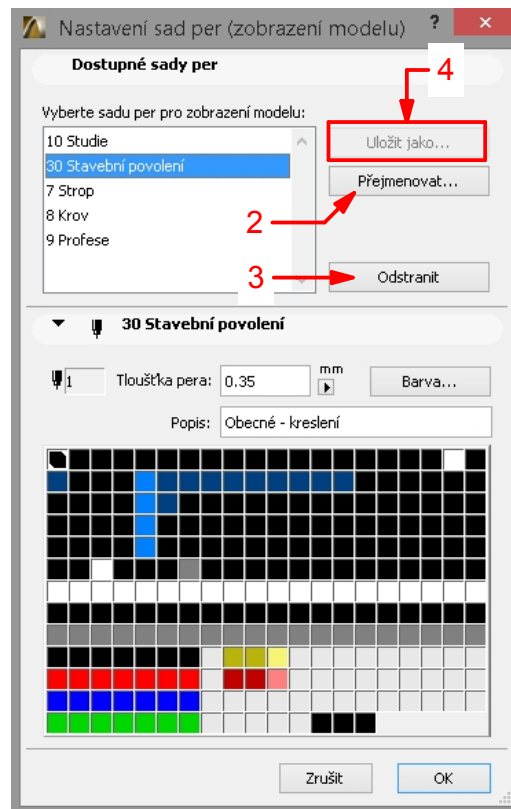 Nastavení sad per (zobrazení modelu) ? ×
Dostupné sady per
4
Vyberte sadu per pro zobrazení modelu:
10 Studie
Uložit jako...
30 Stavební povolení
Přejmenovat...
7 Strop
8 Krov
2
9 Profese
3
Odstranit
30 Stavební povolení
1 Tloušťka pera: 0.35 mm
Barva...
Popis: Obecné - kreslení
Zrušit OK